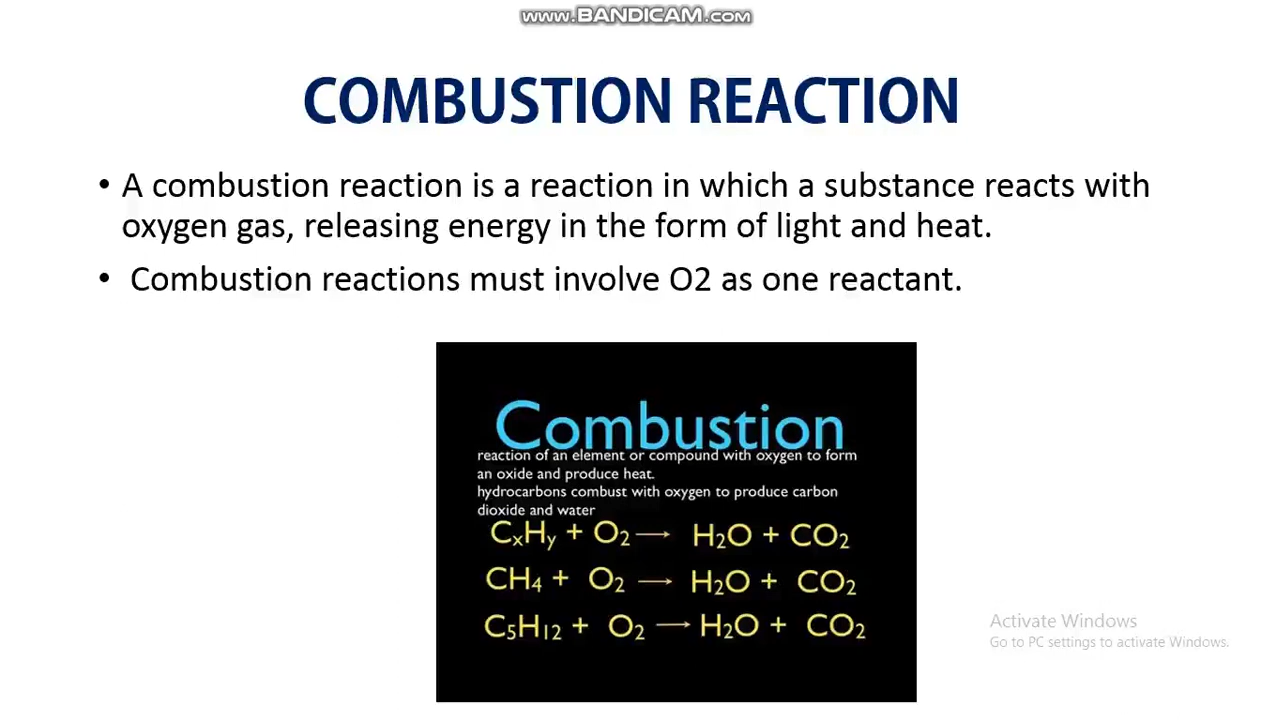 www.BANDICAM.com
COMBUSTION REACTION
• A combustion reaction is a reaction in which a substance reacts with
oxygen gas, releasing energy in the form of light and heat.
• Combustion reactions must involve O2 as one reactant.
Combustion
reaction of an element or compound with oxygen to form
an oxide and produce heat.
hydrocarbons combust with oxygen to produce carbon
dioxide and water
CₓHᵧ + O₂ → H₂O + CO₂
CH₄ + O₂ → H₂O + CO₂
C₅H₁₂ + O₂ → H₂O + CO₂
Activate Windows
Go to PC settings to activate Windows.